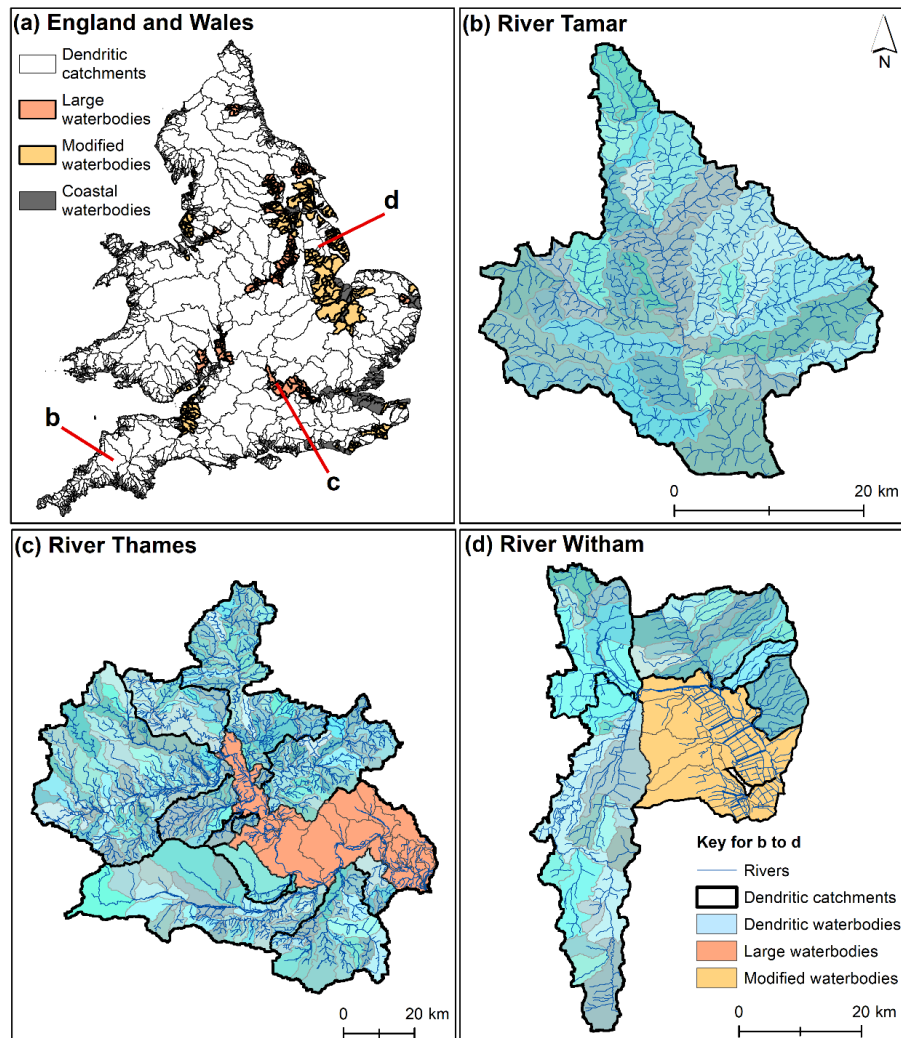 (a) England and Wales
Dendritic
catchments
Large
waterbodies
Modified
waterbodies
Coastal
waterbodies
b
c
d
(b) River Tamar
N
0 20 km
(c) River Thames
0 20 km
(d) River Witham
Key for b to d
Rivers
Dendritic catchments
Dendritic waterbodies
Large waterbodies
Modified waterbodies
0 20 km